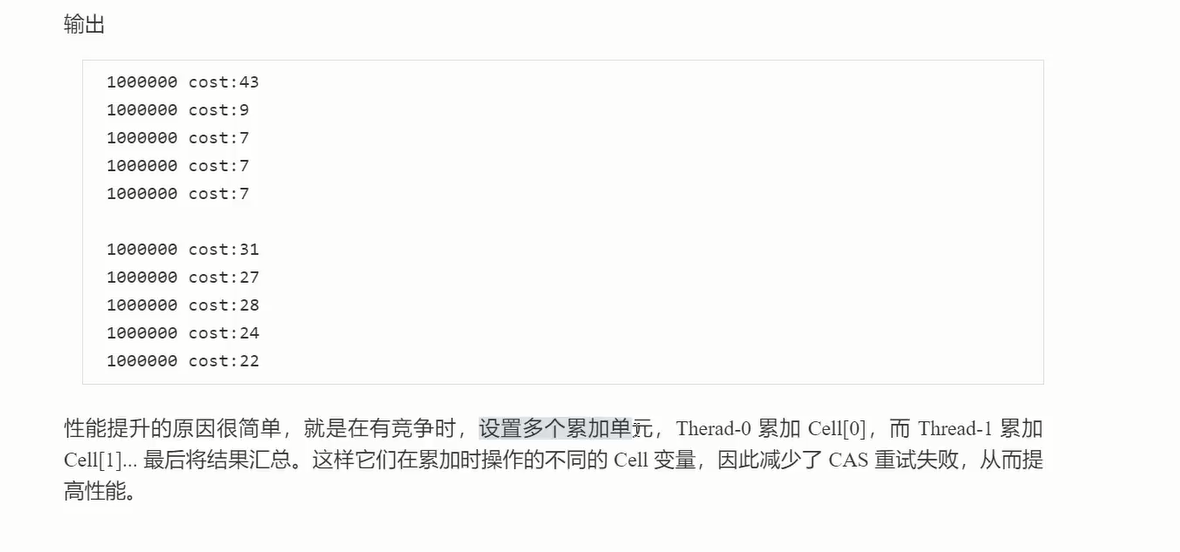 输出
1000000 cost:43
1000000 cost:9
1000000 cost:7
1000000 cost:7
1000000 cost:7
1000000 cost:31
1000000 cost:27
1000000 cost:28
1000000 cost:24
1000000 cost:22
性能提升的原因很简单，就是在有竞争时，设置多个累加单元，Therad-0 累加 Cell[0]，而 Thread-1 累加
Cell[1]... 最后将结果汇总。这样它们在累加时操作的不同的 Cell 变量，因此减少了 CAS 重试失败，从而提
高性能。